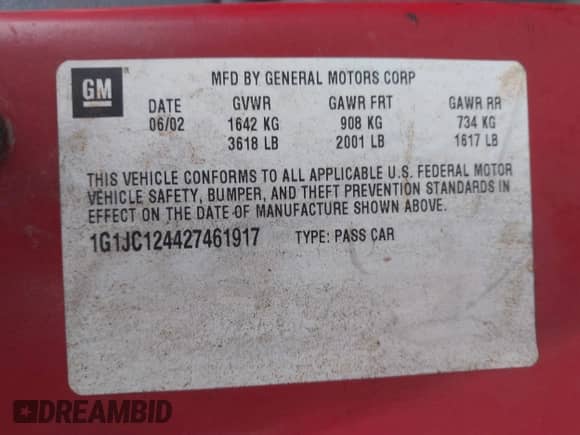 GM
MFD BY GENERAL MOTORS CORP
DATE GVWR GAWR FRT GAWR RR
06/02 1642 KG 908 KG 734 KG
3618 LB 2001 LB 1617 LB
THIS VEHICLE CONFORMS TO ALL APPLICABLE U.S. FEDERAL MOTOR
VEHICLE SAFETY, BUMPER, AND THEFT PREVENTION STANDARDS IN
EFFECT ON THE DATE OF MANUFACTURE SHOWN ABOVE.
1G1JC124427461917 TYPE: PASS CAR
DREAMBID